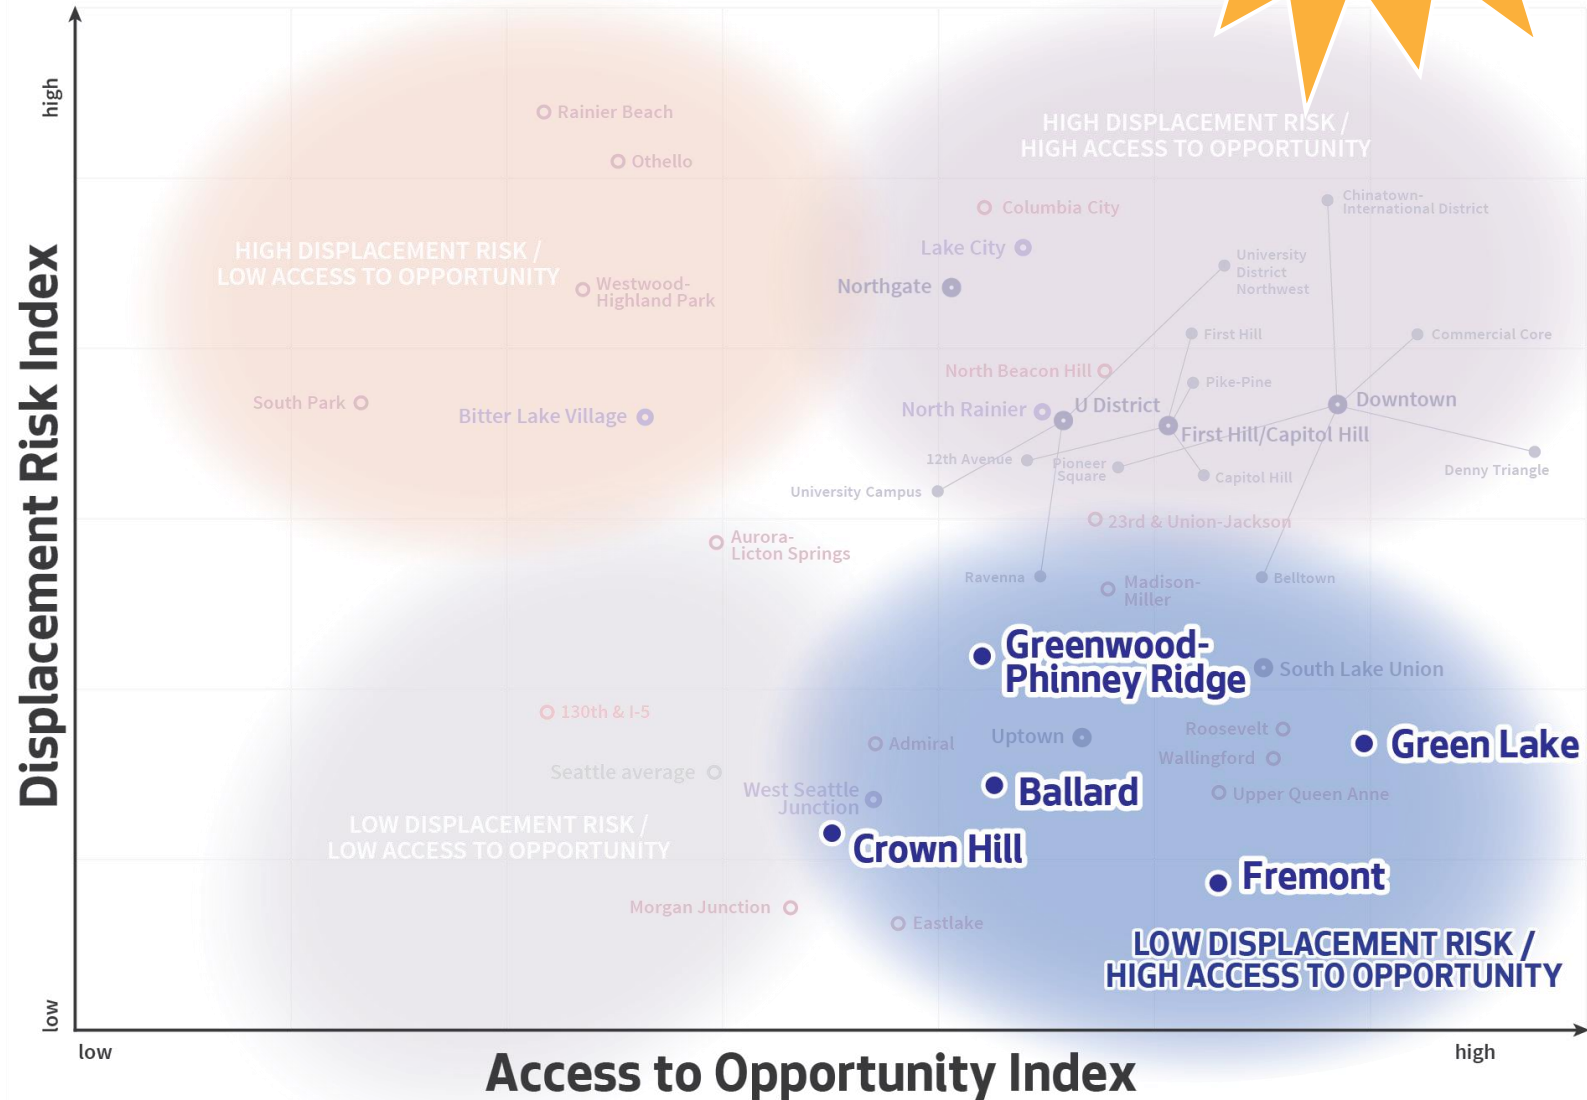 high
Rainier Beach
Othello
HIGH DISPLACEMENT RISK /
LOW ACCESS TO OPPORTUNITY
Westwood-
Highland Park
South Park
Bitter Lake Village
HIGH DISPLACEMENT RISK /
HIGH ACCESS TO OPPORTUNITY
Chinatown-
International District
Columbia City
Lake City
University
District
Northwest
Northgate
First Hill
Commercial Core
North Beacon Hill
Pike-Pine
North Rainier
U District
Downtown
First Hill/Capitol Hill
12th Avenue
Pioneer
Square
Capitol Hill
Denny Triangle
University Campus
23rd & Union-Jackson
Aurora-
Licton Springs
Ravenna
Madison-
Miller
Belltown
Greenwood-
Phinney Ridge
South Lake Union
130th & I-5
Admiral
Uptown
Roosevelt
Green Lake
Wallingford
Seattle average
West Seattle
Junction
Ballard
Upper Queen Anne
LOW DISPLACEMENT RISK /
LOW ACCESS TO OPPORTUNITY
Crown Hill
Fremont
Morgan Junction
Eastlake
LOW DISPLACEMENT RISK /
HIGH ACCESS TO OPPORTUNITY
Displacement Risk Index
low
low
high
Access to Opportunity Index